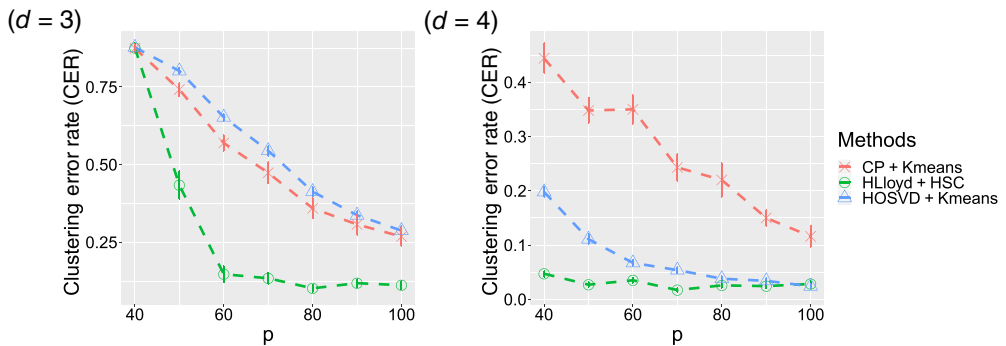 (d = 3)
Clustering error rate (CER)
0.75
0.50
0.25
40
60
80
100
p
(d = 4)
Clustering error rate (CER)
0.4
0.3
0.2
0.1
0.0
40
60
80
100
p
Methods
CP + Kmeans
HLloyd + HSC
HOSVD + Kmeans